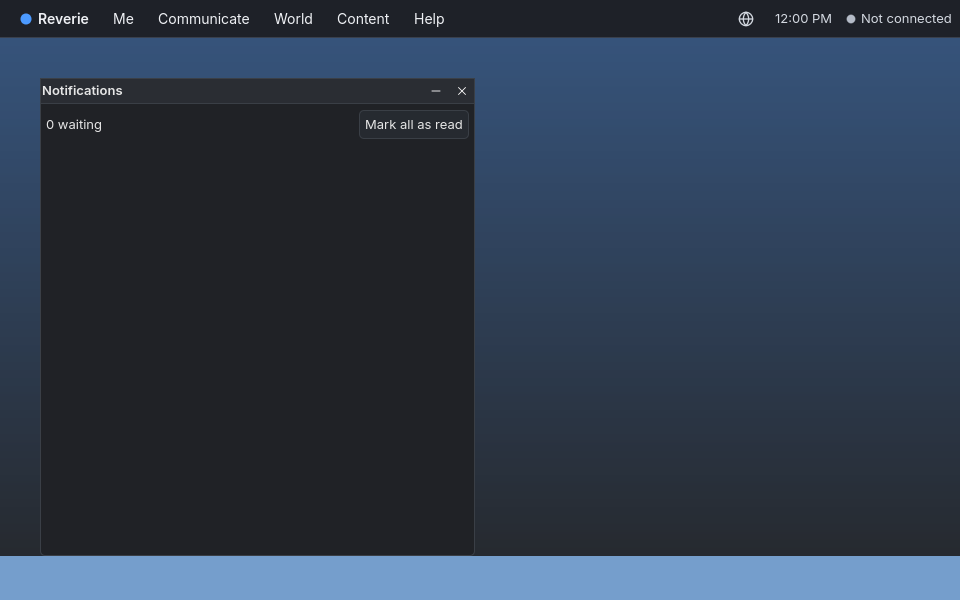 Reverie Me Communicate World Content Help 12:00 PM Not connected
Notifications
0 waiting Mark all as read